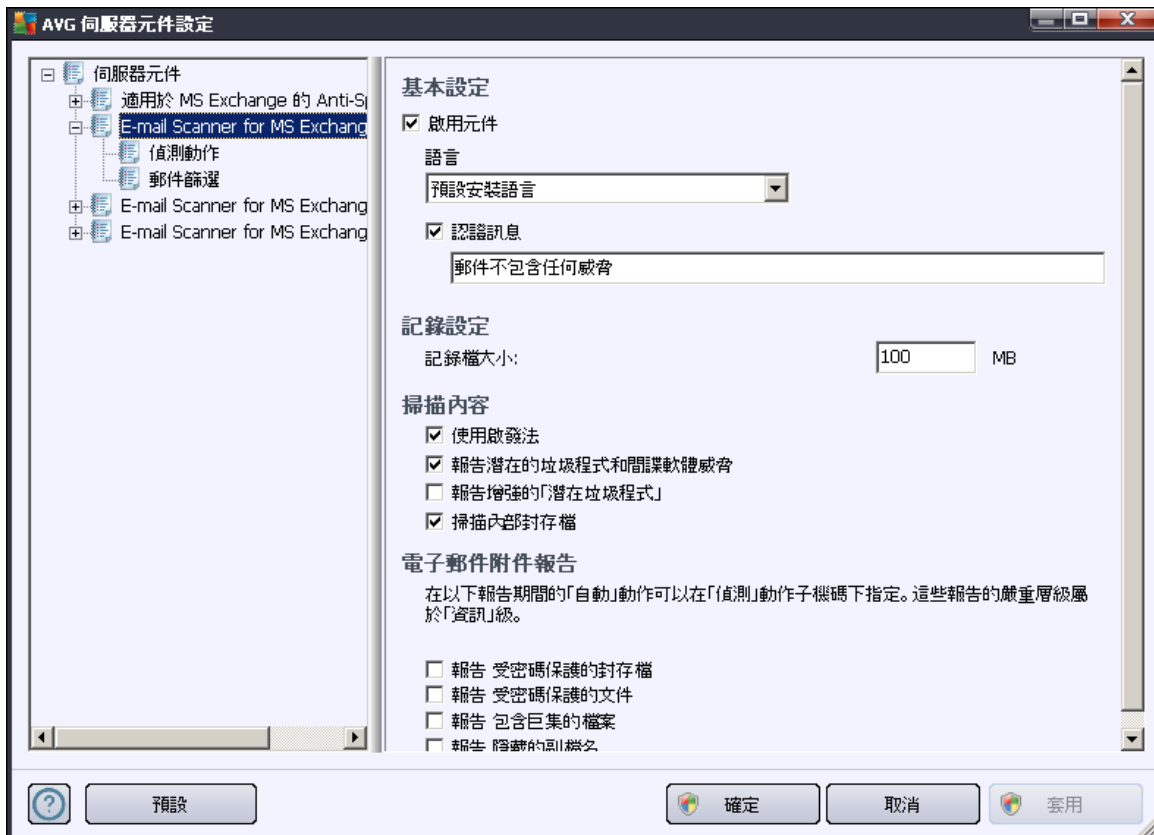 AVG 伺服器元件設定
伺服器元件
適用於 MS Exchange 的 Anti-Sp
E-mail Scanner for MS Exchang
偵測動作
郵件篩選
E-mail Scanner for MS Exchang
E-mail Scanner for MS Exchang
基本設定
啟用元件
語言
預設安裝語言
認證訊息
郵件不包含任何威脅
記錄設定
記錄檔大小:
100 MB
掃描內容
使用啟發法
報告潛在的垃圾程式和間諜軟體威脅
報告增強的「潛在垃圾程式」
掃描內部封存檔
電子郵件附件報告
在以下報告期間的「自動」動作可以在「偵測」動作子機碼下指定。這些報告的嚴重層級屬
於「資訊」級。
報告 受密碼保護的封存檔
報告 受密碼保護的文件
報告 包含巨集的檔案
報告 隱藏的副檔名
預設
確定
取消
套用